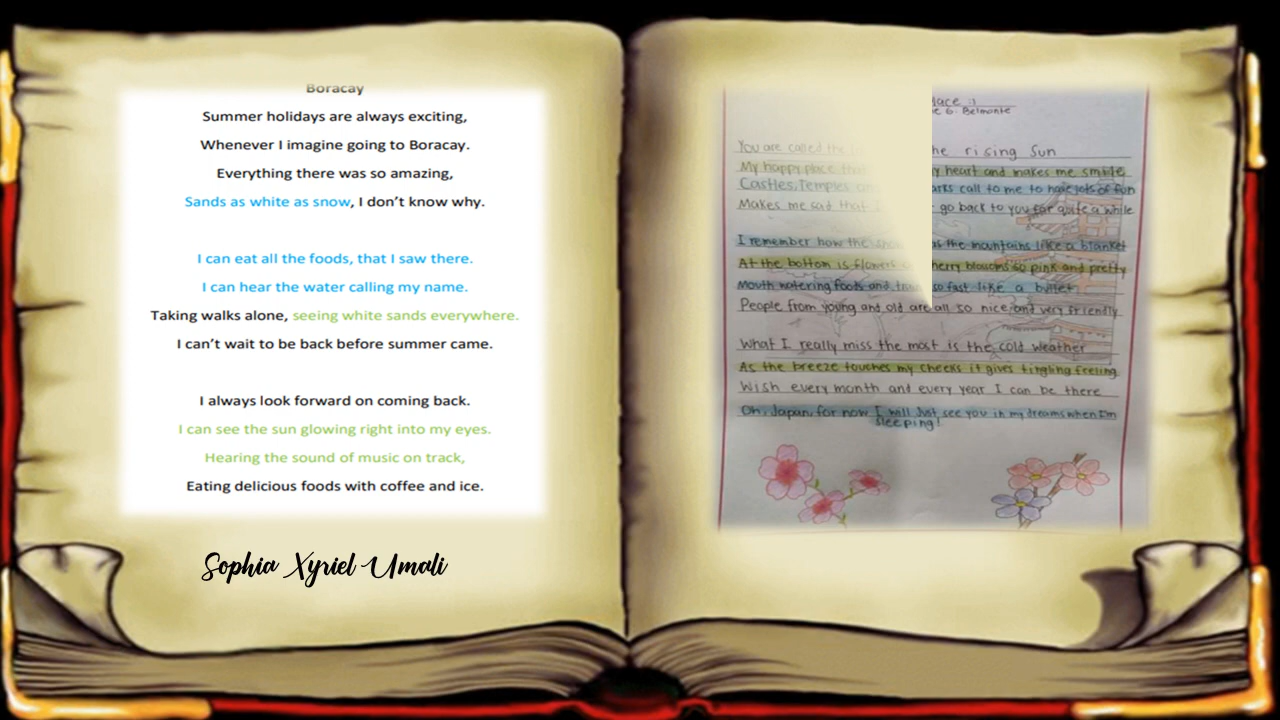 Boracay
Summer holidays are always exciting,
Whenever I imagine going to Boracay.
Everything there was so amazing,
Sands as white as snow, I don't know why.
I can eat all the foods, that I saw there.
I can hear the water calling my name.
Taking walks alone, seeing white sands everywhere.
I can't wait to be back before summer came.
I always look forward on coming back.
I can see the sun glowing right into my eyes.
Hearing the sound of music on track,
Eating delicious foods with coffee and ice.
Sophia Xyriel Umali
6- Belmonte
You are called the rising Sun
My happy place heart and makes me smile
Castles, Temples call to me to have lots of fun
Makes me sad that go back to you for quite a while
I remember how the the mountains like a blanket
At the bottom is flowers blossoms so pink and pretty
Mouth watering foods and so fast like a bullet
People from young and old are all so nice and very friendly
What I really miss the most is the cold weather
As the breeze touches my cheeks it gives tingling feeling
Wish every month and every year I can be there
Oh, Japan, for now I will Just see you in my dreams when I'm
sleeping!